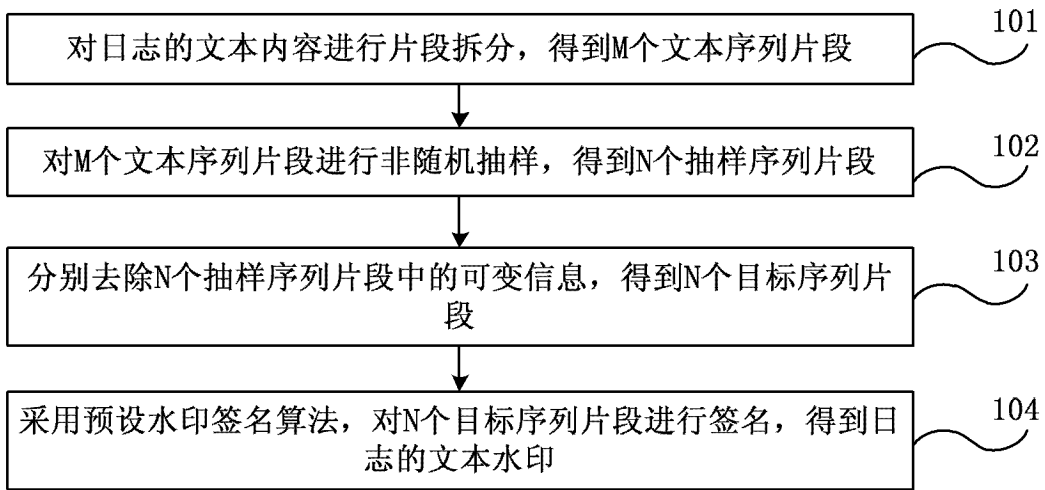 对日志的文本内容进行片段拆分，得到M个文本序列片段
101
对M个文本序列片段进行非随机抽样，得到N个抽样序列片段
102
分别去除N个抽样序列片段中的可变信息，得到N个目标序列片
段
103
采用预设水印签名算法，对N个目标序列片段进行签名，得到日
志的文本水印
104